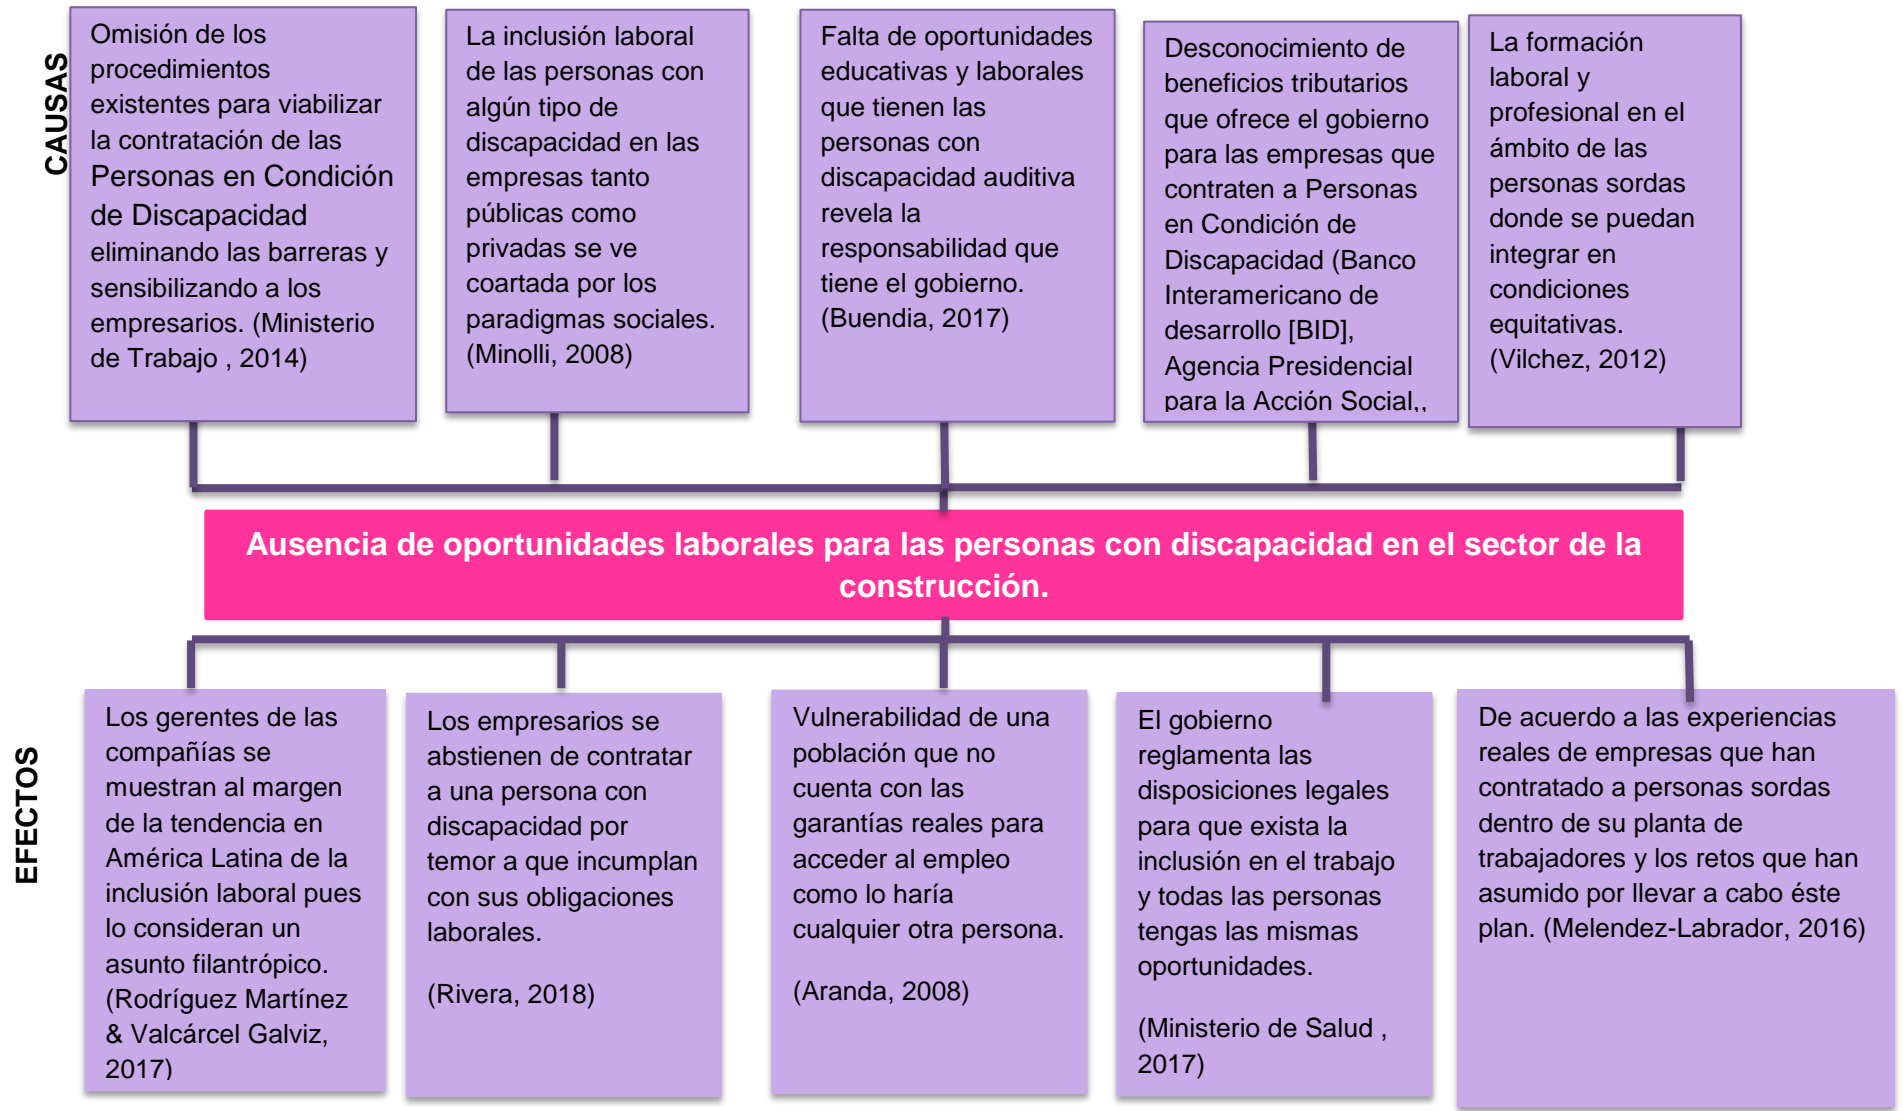 CAUSAS
Omisión de los
procedimientos
existentes para viabilizar
la contratación de las
Personas en Condición
de Discapacidad
eliminando las barreras y
sensibilizando a los
empresarios. (Ministerio
de Trabajo , 2014)
La inclusión laboral
de las personas con
algún tipo de
discapacidad en las
empresas tanto
públicas como
privadas se ve
coartada por los
paradigmas sociales.
(Minolli, 2008)
Falta de oportunidades
educativas y laborales
que tienen las
personas con
discapacidad auditiva
revela la
responsabilidad que
tiene el gobierno.
(Buendia, 2017)
Desconocimiento de
beneficios tributarios
que ofrece el gobierno
para las empresas que
contraten a Personas
en Condición de
Discapacidad (Banco
Interamericano de
desarrollo [BID],
Agencia Presidencial
para la Acción Social,,
La formación
laboral y
profesional en el
ámbito de las
personas sordas
donde se puedan
integrar en
condiciones
equitativas.
(Vilchez, 2012)
Ausencia de oportunidades laborales para las personas con discapacidad en el sector de la
construcción.
EFECTOS
Los gerentes de las
compañías se
muestran al margen
de la tendencia en
América Latina de la
inclusión laboral pues
lo consideran un
asunto filantrópico.
(Rodríguez Martínez
& Valcárcel Galviz,
2017)
Los empresarios se
abstienen de contratar
a una persona con
discapacidad por
temor a que incumplan
con sus obligaciones
laborales.
(Rivera, 2018)
Vulnerabilidad de una
población que no
cuenta con las
garantías reales para
acceder al empleo
como lo haría
cualquier otra persona.
(Aranda, 2008)
El gobierno
reglamenta las
disposiciones legales
para que exista la
inclusión en el trabajo
y todas las personas
tengas las mismas
oportunidades.
(Ministerio de Salud ,
2017)
De acuerdo a las experiencias
reales de empresas que han
contratado a personas sordas
dentro de su planta de
trabajadores y los retos que han
asumido por llevar a cabo éste
plan. (Melendez-Labrador, 2016)